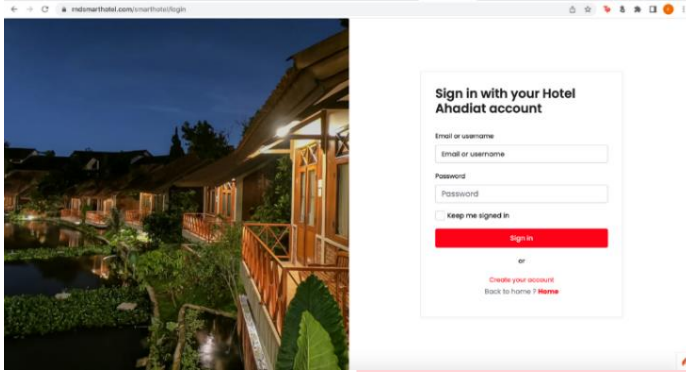 rndsmarthotel.com/smarthotel/login
Sign in with your Hotel
Ahadiat account
Email or username
Email or username
Password
Password
Keep me signed in
Sign in
or
Create your account
Back to home ? Home